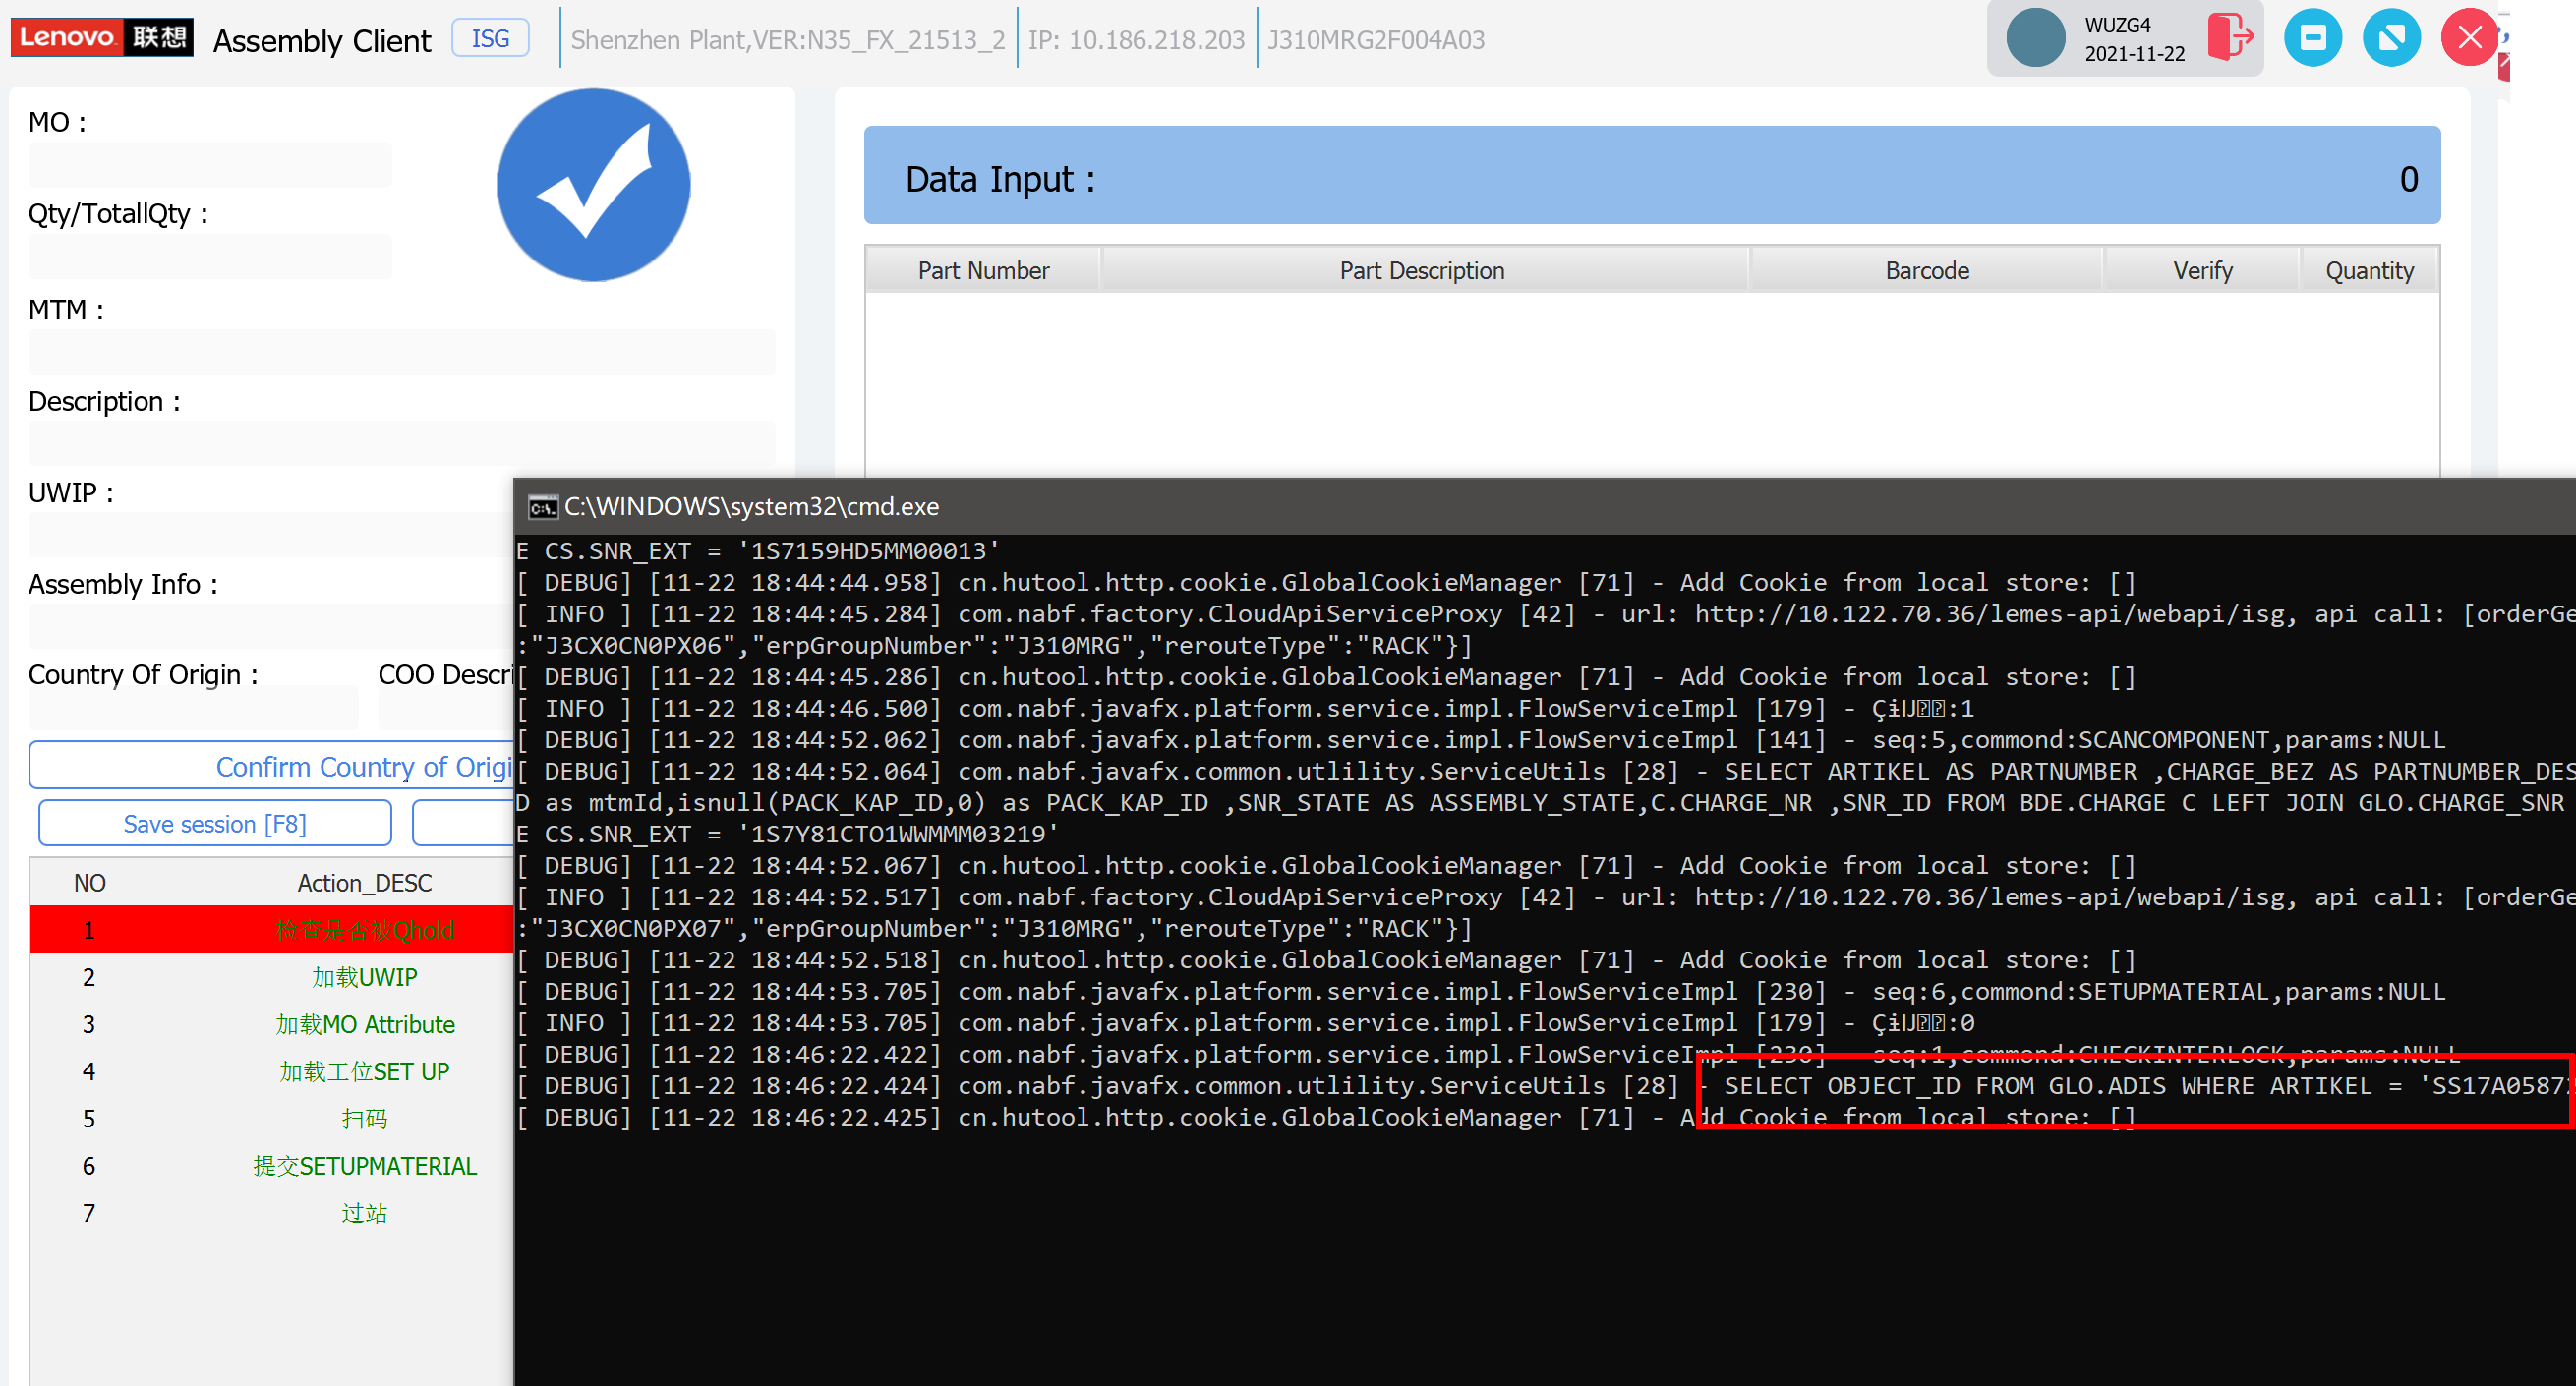 Lenovo 联想 Assembly Client ISG Shenzhen Plant,VER:N35_FX_21513_2 IP: 10.186.218.203 J310MRG2F004A03
WUZG4
2021-11-22
MO :
Qty/TotallQty :
MTM :
Description :
UWIP :
Assembly Info :
Country Of Origin : COO Descri
Confirm Country of Origi
Save session [F8]
NO Action_DESC
1 检查是否被Qhold
2 加载UWIP
3 加载MO Attribute
4 加载工位SET UP
5 扫码
6 提交SETUPMATERIAL
7 过站
Data Input : 0
Part Number Part Description Barcode Verify Quantity
C:\WINDOWS\system32\cmd.exe
E CS.SNR_EXT = '1S7159HD5MM00013'
[ DEBUG] [11-22 18:44:44.958] cn.hutool.http.cookie.GlobalCookieManager [71] - Add Cookie from local store: []
[ INFO ] [11-22 18:44:45.284] com.nabf.factory.CloudApiServiceProxy [42] - url: http://10.122.70.36/lemes-api/webapi/isg, api call: [orderGe
:"J3CX0CN0PX06","erpGroupNumber":"J310MRG","rerouteType":"RACK"}]
[ DEBUG] [11-22 18:44:45.286] cn.hutool.http.cookie.GlobalCookieManager [71] - Add Cookie from local store: []
[ INFO ] [11-22 18:44:46.500] com.nabf.javafx.platform.service.impl.FlowServiceImpl [179] - :1
[ DEBUG] [11-22 18:44:52.062] com.nabf.javafx.platform.service.impl.FlowServiceImpl [141] - seq:5,commond:SCANCOMPONENT,params:NULL
[ DEBUG] [11-22 18:44:52.064] com.nabf.javafx.common.utlility.ServiceUtils [28] - SELECT ARTIKEL AS PARTNUMBER ,CHARGE_BEZ AS PARTNUMBER_DES
D as mtmId,isnull(PACK_KAP_ID,0) as PACK_KAP_ID ,SNR_STATE AS ASSEMBLY_STATE,C.CHARGE_NR ,SNR_ID FROM BDE.CHARGE C LEFT JOIN GLO.CHARGE_SNR
E CS.SNR_EXT = '1S7Y81CTO1WWMMM03219'
[ DEBUG] [11-22 18:44:52.067] cn.hutool.http.cookie.GlobalCookieManager [71] - Add Cookie from local store: []
[ INFO ] [11-22 18:44:52.517] com.nabf.factory.CloudApiServiceProxy [42] - url: http://10.122.70.36/lemes-api/webapi/isg, api call: [orderGe
:"J3CX0CN0PX07","erpGroupNumber":"J310MRG","rerouteType":"RACK"}]
[ DEBUG] [11-22 18:44:52.518] cn.hutool.http.cookie.GlobalCookieManager [71] - Add Cookie from local store: []
[ DEBUG] [11-22 18:44:53.705] com.nabf.javafx.platform.service.impl.FlowServiceImpl [230] - seq:6,commond:SETUPMATERIAL,params:NULL
[ INFO ] [11-22 18:44:53.705] com.nabf.javafx.platform.service.impl.FlowServiceImpl [179] - :0
[ DEBUG] [11-22 18:46:22.422] com.nabf.javafx.platform.service.impl.FlowServiceImpl [230] - seq:1,commond:CHECKINTERLOCK,params:NULL
[ DEBUG] [11-22 18:46:22.424] com.nabf.javafx.common.utlility.ServiceUtils [28] - SELECT OBJECT_ID FROM GLO.ADIS WHERE ARTIKEL = 'SS17A0587
[ DEBUG] [11-22 18:46:22.425] cn.hutool.http.cookie.GlobalCookieManager [71] - Add Cookie from local store: []